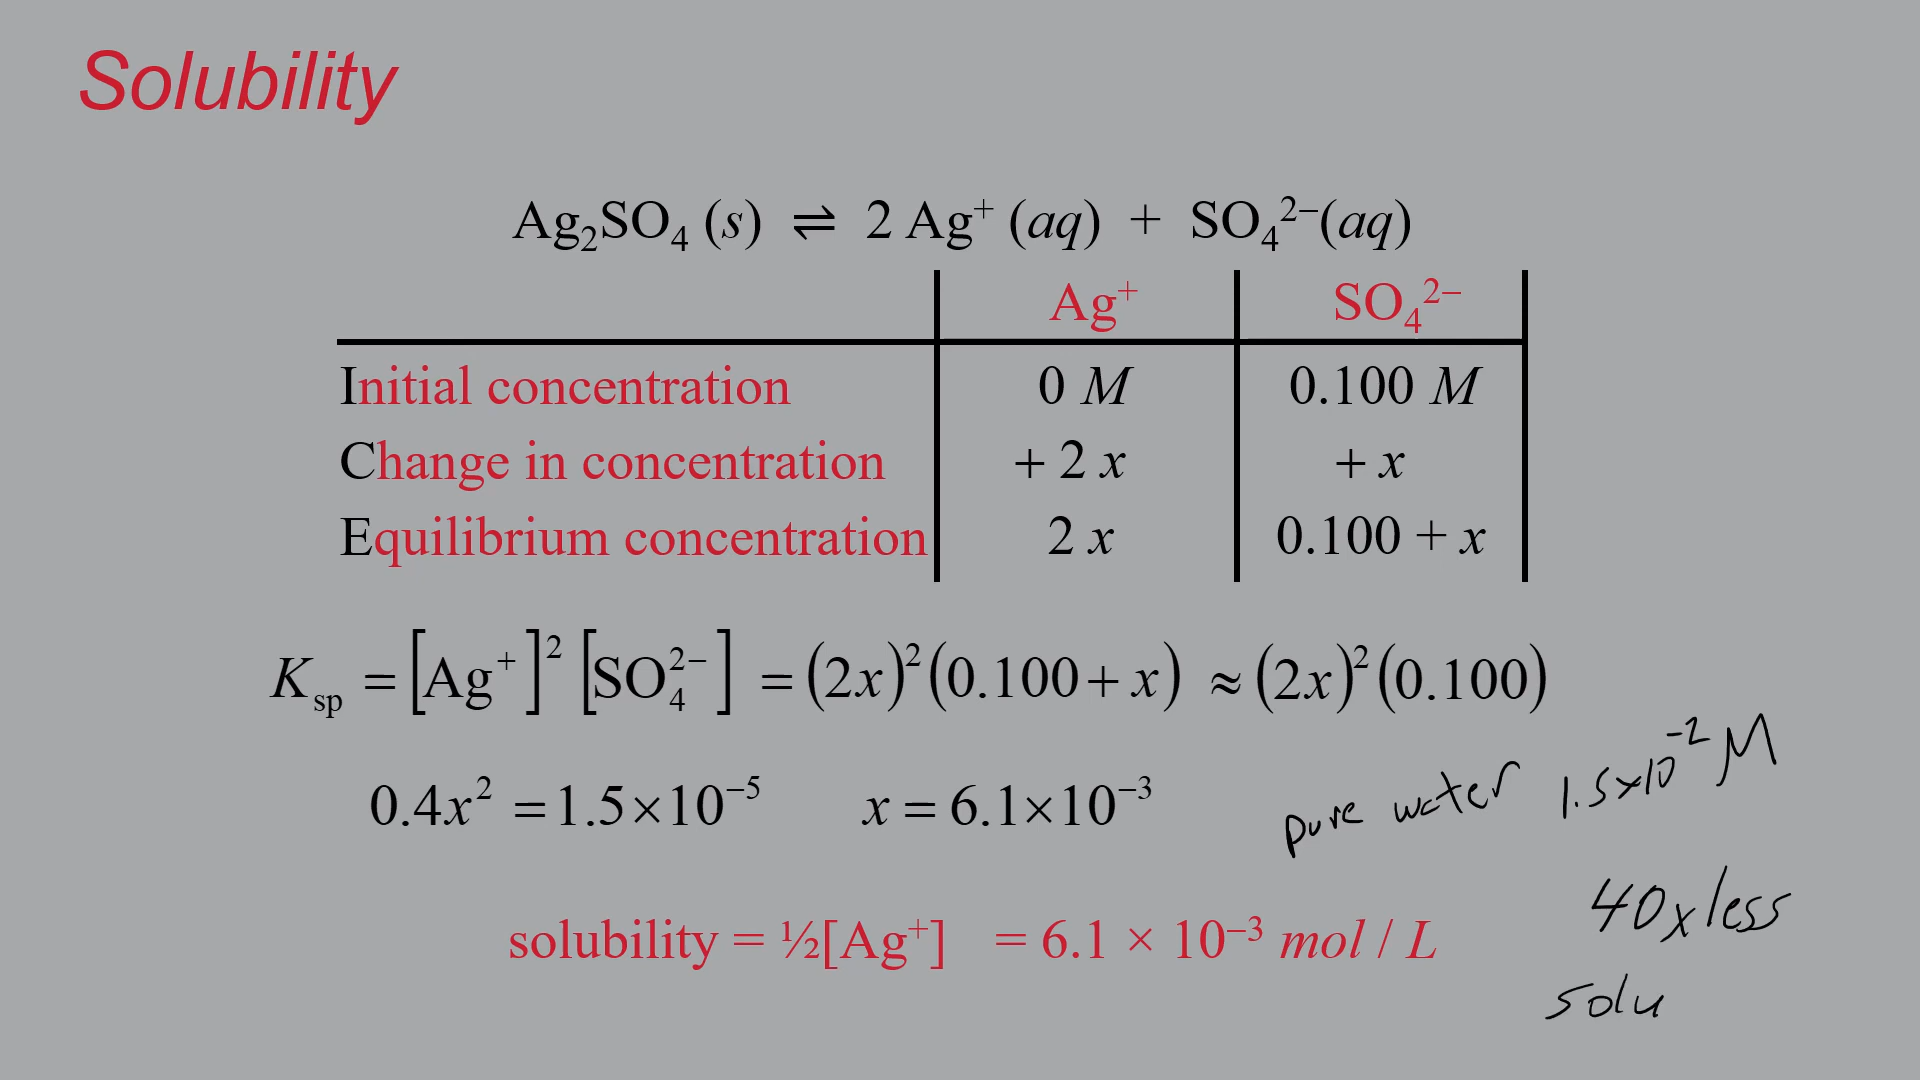 Solubility
Ag₂SO₄ (s) ⇌ 2 Ag⁺ (aq) + SO₄²⁻(aq)
Ag⁺ SO₄²⁻
Initial concentration 0 M 0.100 M
Change in concentration + 2 x + x
Equilibrium concentration 2 x 0.100 + x
Kₛₚ = [Ag⁺]² [SO₄²⁻] = (2x)² (0.100 + x) ≈ (2x)² (0.100)
0.4x² = 1.5×10⁻⁵ x = 6.1×10⁻³
pure water 1.5x10⁻² M
solubility = ½[Ag⁺] = 6.1 × 10⁻³ mol / L
40x less
solu